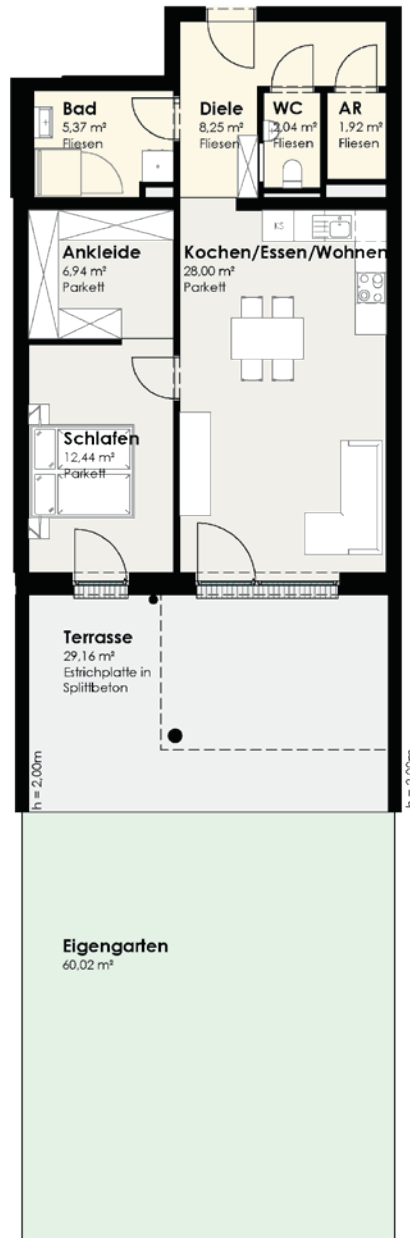 Bad
5,37 m²
Fliesen
Diele
8,25 m²
Fliesen
WC
2,04 m²
Fliesen
AR
1,92 m²
Fliesen
Ankleide
6,94 m²
Parkett
Kochen/Essen/Wohnen
28,00 m²
Parkett
KS
Schlafen
12,44 m²
Parkett
Terrasse
29,16 m²
Estrichplatte in
Splittbeton
h = 2,00m
h = 2,00m
Eigengarten
60,02 m²